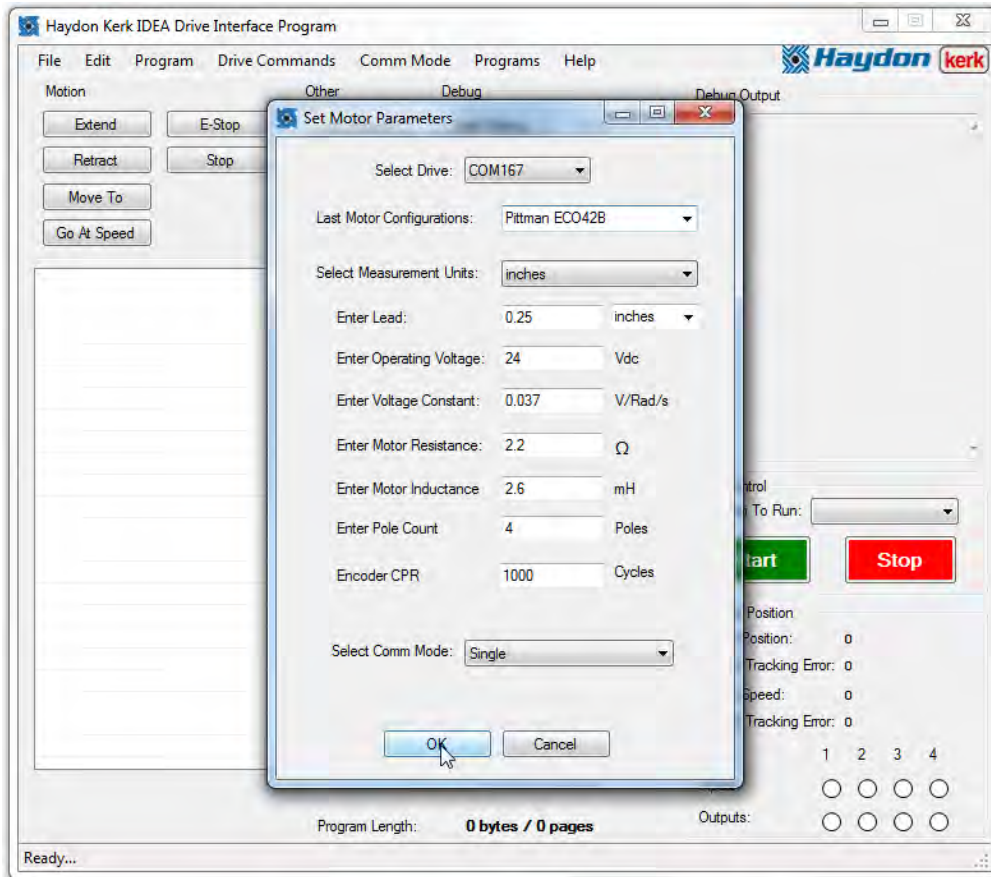 Haydon Kerk IDEA Drive Interface Program
File Edit Program Drive Commands Comm Mode Programs Help
Haydon kerk
Motion Other Debug Debug Output
Extend E-Stop
Retract Stop
Move To
Go At Speed
Set Motor Parameters
Select Drive: COM167
Last Motor Configurations: Pittman ECO42B
Select Measurement Units: inches
Enter Lead: 0.25 inches
Enter Operating Voltage: 24 Vdc
Enter Voltage Constant: 0.037 V/Rad/s
Enter Motor Resistance: 2.2 Ω
Enter Motor Inductance 2.6 mH
Enter Pole Count 4 Poles
Encoder CPR 1000 Cycles
Select Comm Mode: Single
OK Cancel
ntrol
To Run:
tart Stop
Position
Position: 0
Tracking Error: 0
Speed: 0
Tracking Error: 0
1 2 3 4
Outputs:
Program Length: 0 bytes / 0 pages
Ready...